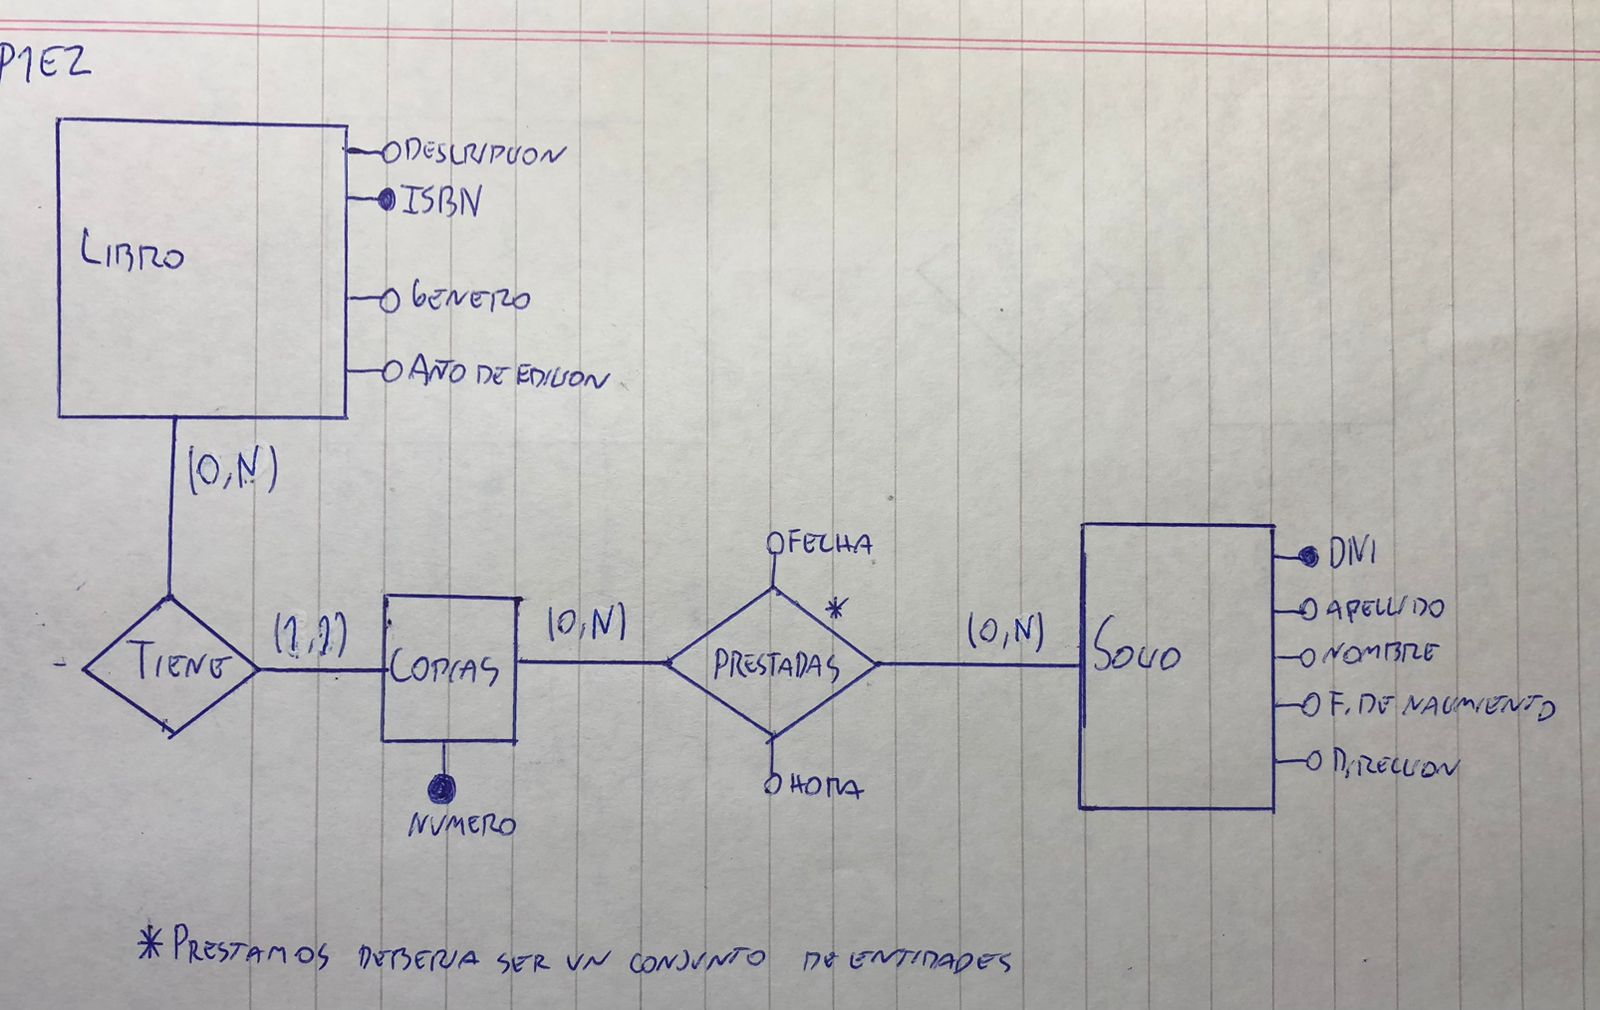 P1E2
DESCRIPCION
ISBN
LIBRO
GENERO
AÑO DE EDICION
(0,N)
FECHA
*
DNI
TIENE
(1,1)
COPIAS
(0,N)
PRESTADAS
(0,N)
SOCIO
APELLIDO
NOMBRE
F. DE NACIMIENTO
DIRECCION
HORA
NUMERO
* PRESTAMOS DEBERIA SER UN CONJUNTO DE ENTIDADES